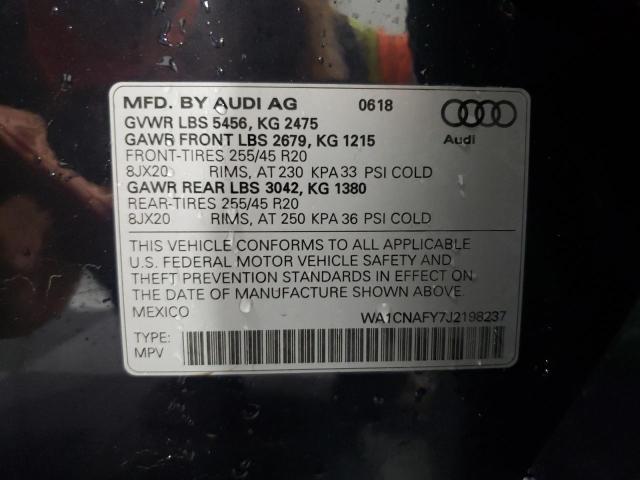 MFD. BY AUDI AG 0618
GVWR LBS 5456, KG 2475
GAWR FRONT LBS 2679, KG 1215
FRONT-TIRES 255/45 R20
8JX20 RIMS, AT 230 KPA 33 PSI COLD
GAWR REAR LBS 3042, KG 1380
REAR-TIRES 255/45 R20
8JX20 RIMS, AT 250 KPA 36 PSI COLD
Audi
THIS VEHICLE CONFORMS TO ALL APPLICABLE
U.S. FEDERAL MOTOR VEHICLE SAFETY AND
THEFT PREVENTION STANDARDS IN EFFECT ON
THE DATE OF MANUFACTURE SHOWN ABOVE.
MEXICO WA1CNAFY7J2198237
TYPE:
MPV